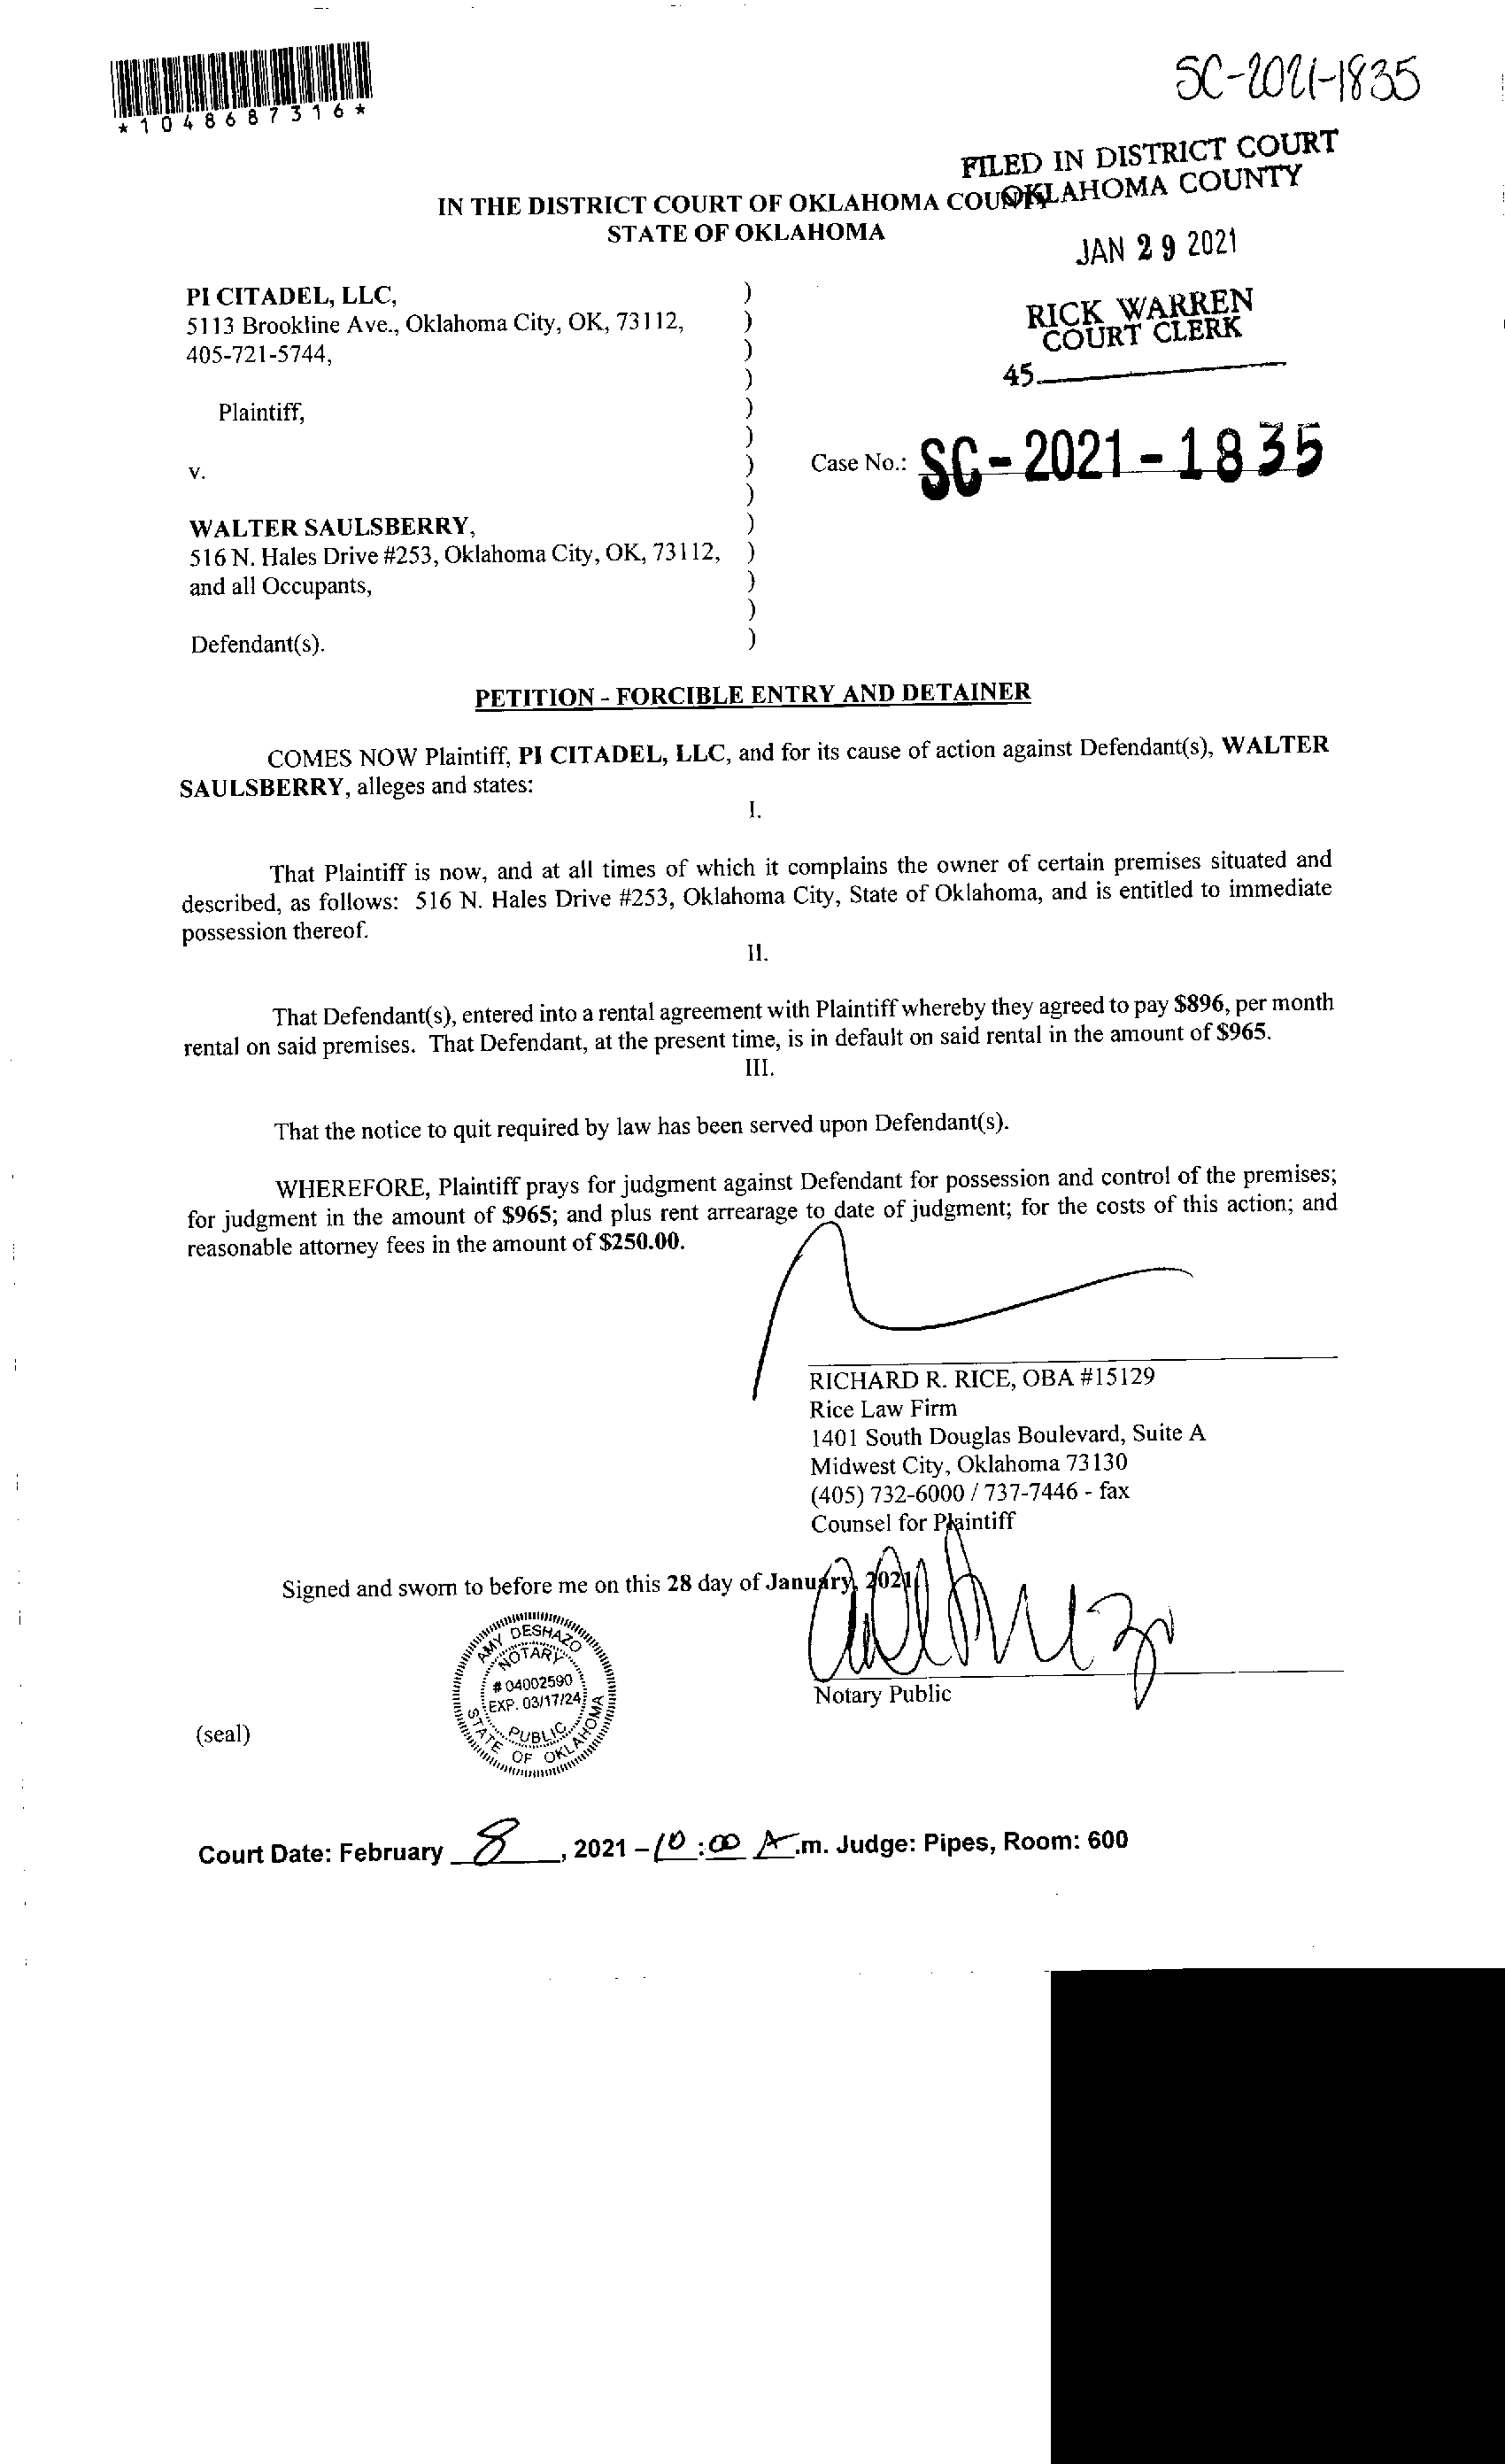 SC-2021-1835
*1048687316*
FILED IN DISTRICT COURT
OKLAHOMA COUNTY
IN THE DISTRICT COURT OF OKLAHOMA COUNTY
STATE OF OKLAHOMA
JAN 29 2021
RICK WARREN
COURT CLERK
45
PI CITADEL, LLC, )
5113 Brookline Ave., Oklahoma City, OK, 73112, )
405-721-5744, )
)
Plaintiff, )
)
v. ) Case No.: SC-2021-1835
)
WALTER SAULSBERRY, )
516 N. Hales Drive #253, Oklahoma City, OK, 73112, )
and all Occupants, )
)
Defendant(s). )
PETITION - FORCIBLE ENTRY AND DETAINER
COMES NOW Plaintiff, PI CITADEL, LLC, and for its cause of action against Defendant(s), WALTER
SAULSBERRY, alleges and states:
I.
That Plaintiff is now, and at all times of which it complains the owner of certain premises situated and
described, as follows: 516 N. Hales Drive #253, Oklahoma City, State of Oklahoma, and is entitled to immediate
possession thereof.
II.
That Defendant(s), entered into a rental agreement with Plaintiff whereby they agreed to pay $896, per month
rental on said premises. That Defendant, at the present time, is in default on said rental in the amount of $965.
III.
That the notice to quit required by law has been served upon Defendant(s).
WHEREFORE, Plaintiff prays for judgment against Defendant for possession and control of the premises;
for judgment in the amount of $965; and plus rent arrearage to date of judgment; for the costs of this action; and
reasonable attorney fees in the amount of $250.00.
RICHARD R. RICE, OBA #15129
Rice Law Firm
1401 South Douglas Boulevard, Suite A
Midwest City, Oklahoma 73130
(405) 732-6000 / 737-7446 - fax
Counsel for Plaintiff
Signed and sworn to before me on this 28 day of January, 2021
AMY DESHAZO
NOTARY
# 04002590
EXP. 03/17/24
PUBLIC
STATE OF OKLAHOMA
Notary Public
(seal)
Court Date: February 8, 2021 – 10:00 A.m. Judge: Pipes, Room: 600